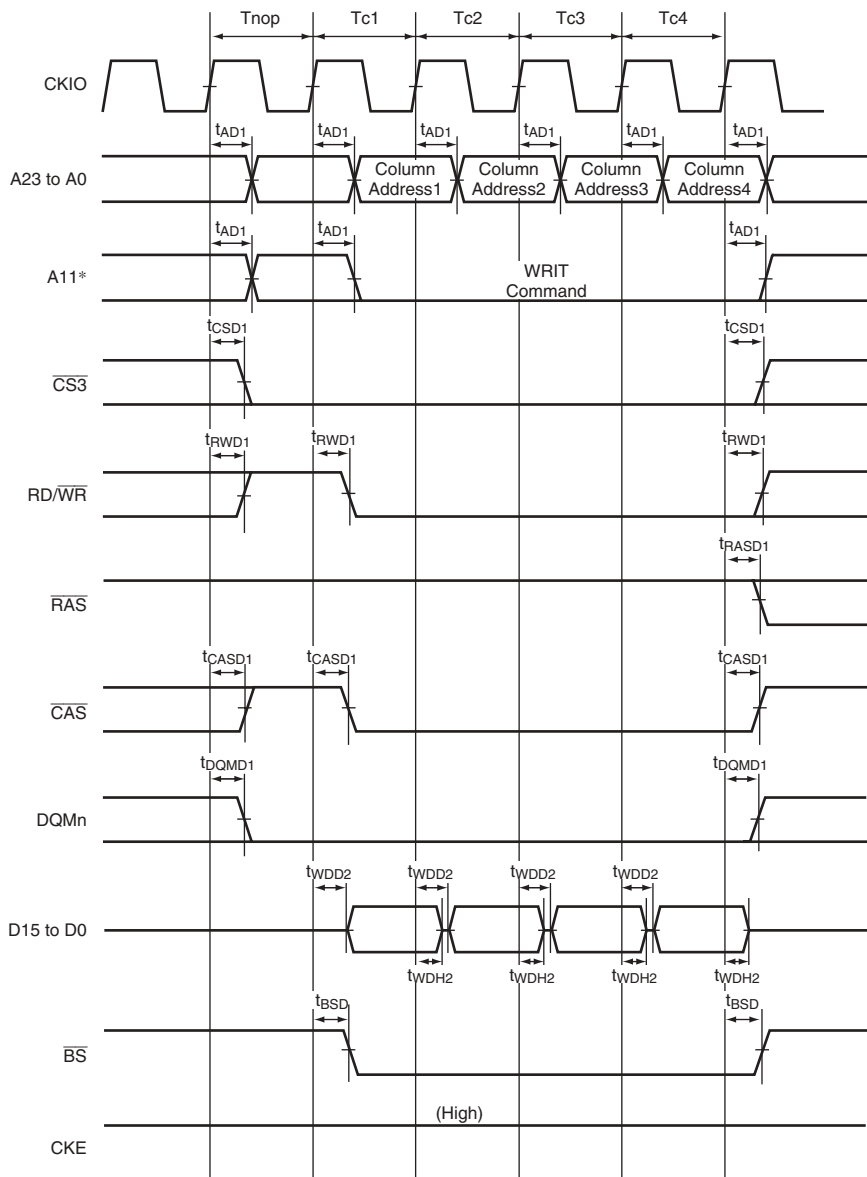 Tnop Tc1 Tc2 Tc3 Tc4
CKIO
tAD1 tAD1 tAD1 tAD1 tAD1 tAD1
A23 to A0
Column Address1
Column Address2
Column Address3
Column Address4
tAD1 tAD1 tAD1
A11*
WRIT
Command
tCSD1 tCSD1
CS3
tRWD1 tRWD1 tRWD1
RD/WR
tRASD1
RAS
tCASD1 tCASD1 tCASD1
CAS
tDQMD1 tDQMD1
DQMn
tWDD2 tWDD2 tWDD2 tWDD2
D15 to D0
tWDH2 tWDH2 tWDH2 tWDH2
tBSD tBSD
BS
(High)
CKE